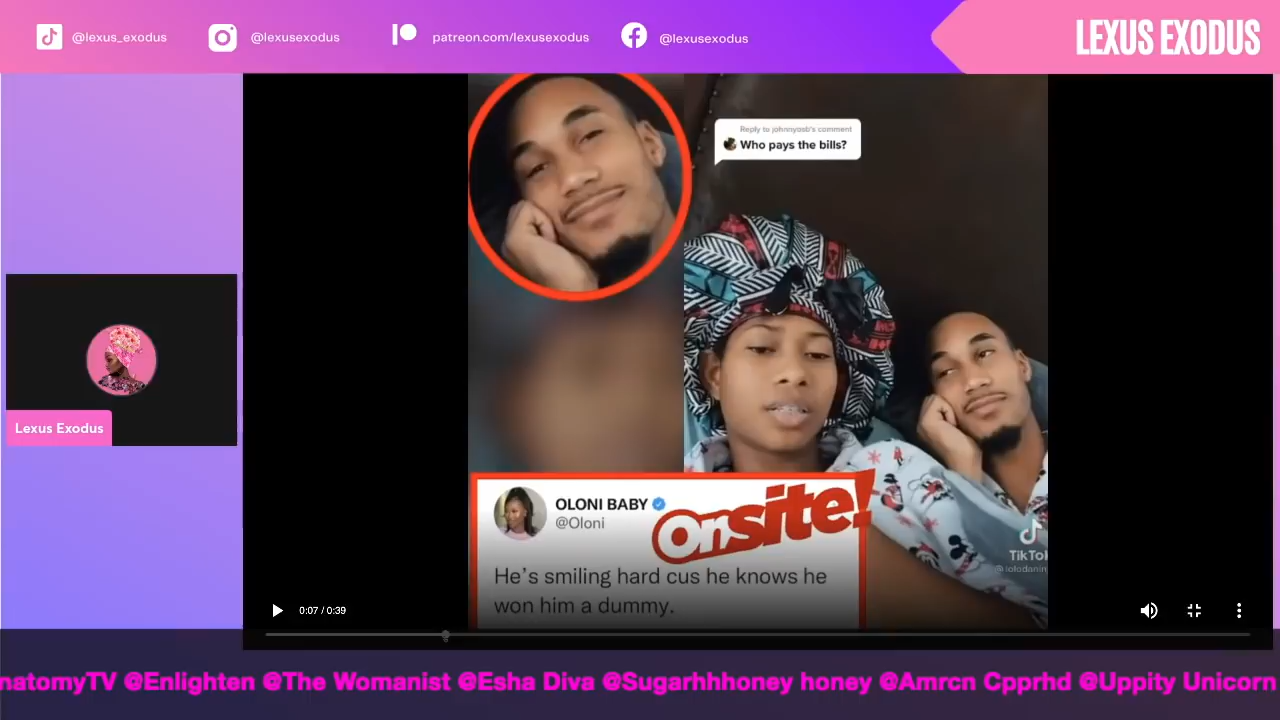 @lexus_exodus
@lexusexodus
patreon.com/lexusexodus
@lexusexodus
LEXUS EXODUS
Reply to johnnyosb's comment
Who pays the bills?
Lexus Exodus
OLONI BABY
@Oloni
Onsite!
He's smiling hard cus he knows he
won him a dummy.
TikTok
0:07 / 0:39
natomyTV @Enlighten @The Womanist @Esha Diva @Sugarhhhoney honey @Amrcn Cpprhd @Uppity Unicorn